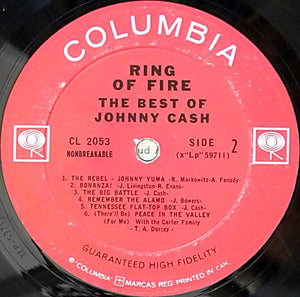 COLUMBIA
RING
OF FIRE
THE BEST OF
JOHNNY CASH
CL 2053
NONBREAKABLE
SIDE 2
(x"Lp" 59711)
1. THE REBEL - JOHNNY YUMA -R. Markowitz-A. Fenady-
2. BONANZA! -J. Livingston-R. Evans-
3. THE BIG BATTLE -J. Cash-
4. REMEMBER THE ALAMO -J. Bowers-
5. TENNESSEE FLAT-TOP BOX -J. Cash-
6. (There'll Be) PEACE IN THE VALLEY
(For Me) With the Carter Family
- T. A. Dorsey -
GUARANTEED HIGH FIDELITY
"COLUMBIA", MARCAS REG. PRINTED IN CAN.